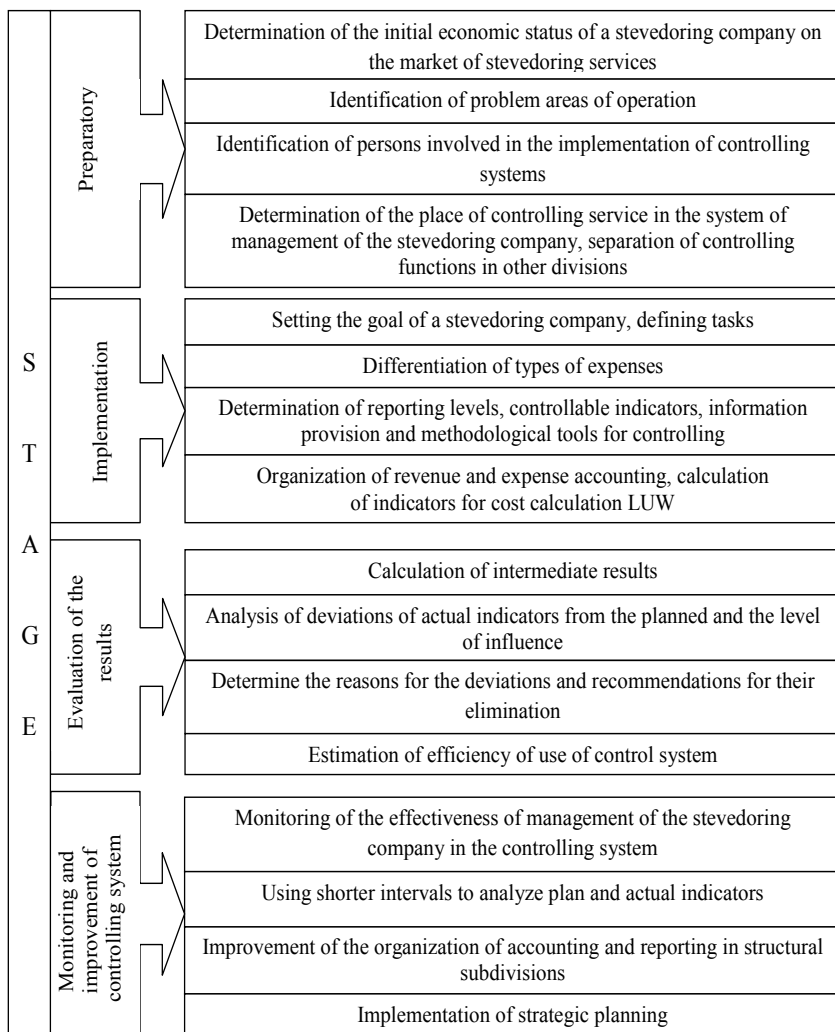 S
T
A
G
E
Preparatory
Determination of the initial economic status of a stevedoring company on
the market of stevedoring services
Identification of problem areas of operation
Identification of persons involved in the implementation of controlling
systems
Determination of the place of controlling service in the system of
management of the stevedoring company, separation of controlling
functions in other divisions
Implementation
Setting the goal of a stevedoring company, defining tasks
Differentiation of types of expenses
Determination of reporting levels, controllable indicators, information
provision and methodological tools for controlling
Organization of revenue and expense accounting, calculation
of indicators for cost calculation LUW
Evaluation of the
results
Calculation of intermediate results
Analysis of deviations of actual indicators from the planned and the level
of influence
Determine the reasons for the deviations and recommendations for their
elimination
Estimation of efficiency of use of control system
Monitoring and
improvement of
controlling system
Monitoring of the effectiveness of management of the stevedoring
company in the controlling system
Using shorter intervals to analyze plan and actual indicators
Improvement of the organization of accounting and reporting in structural
subdivisions
Implementation of strategic planning